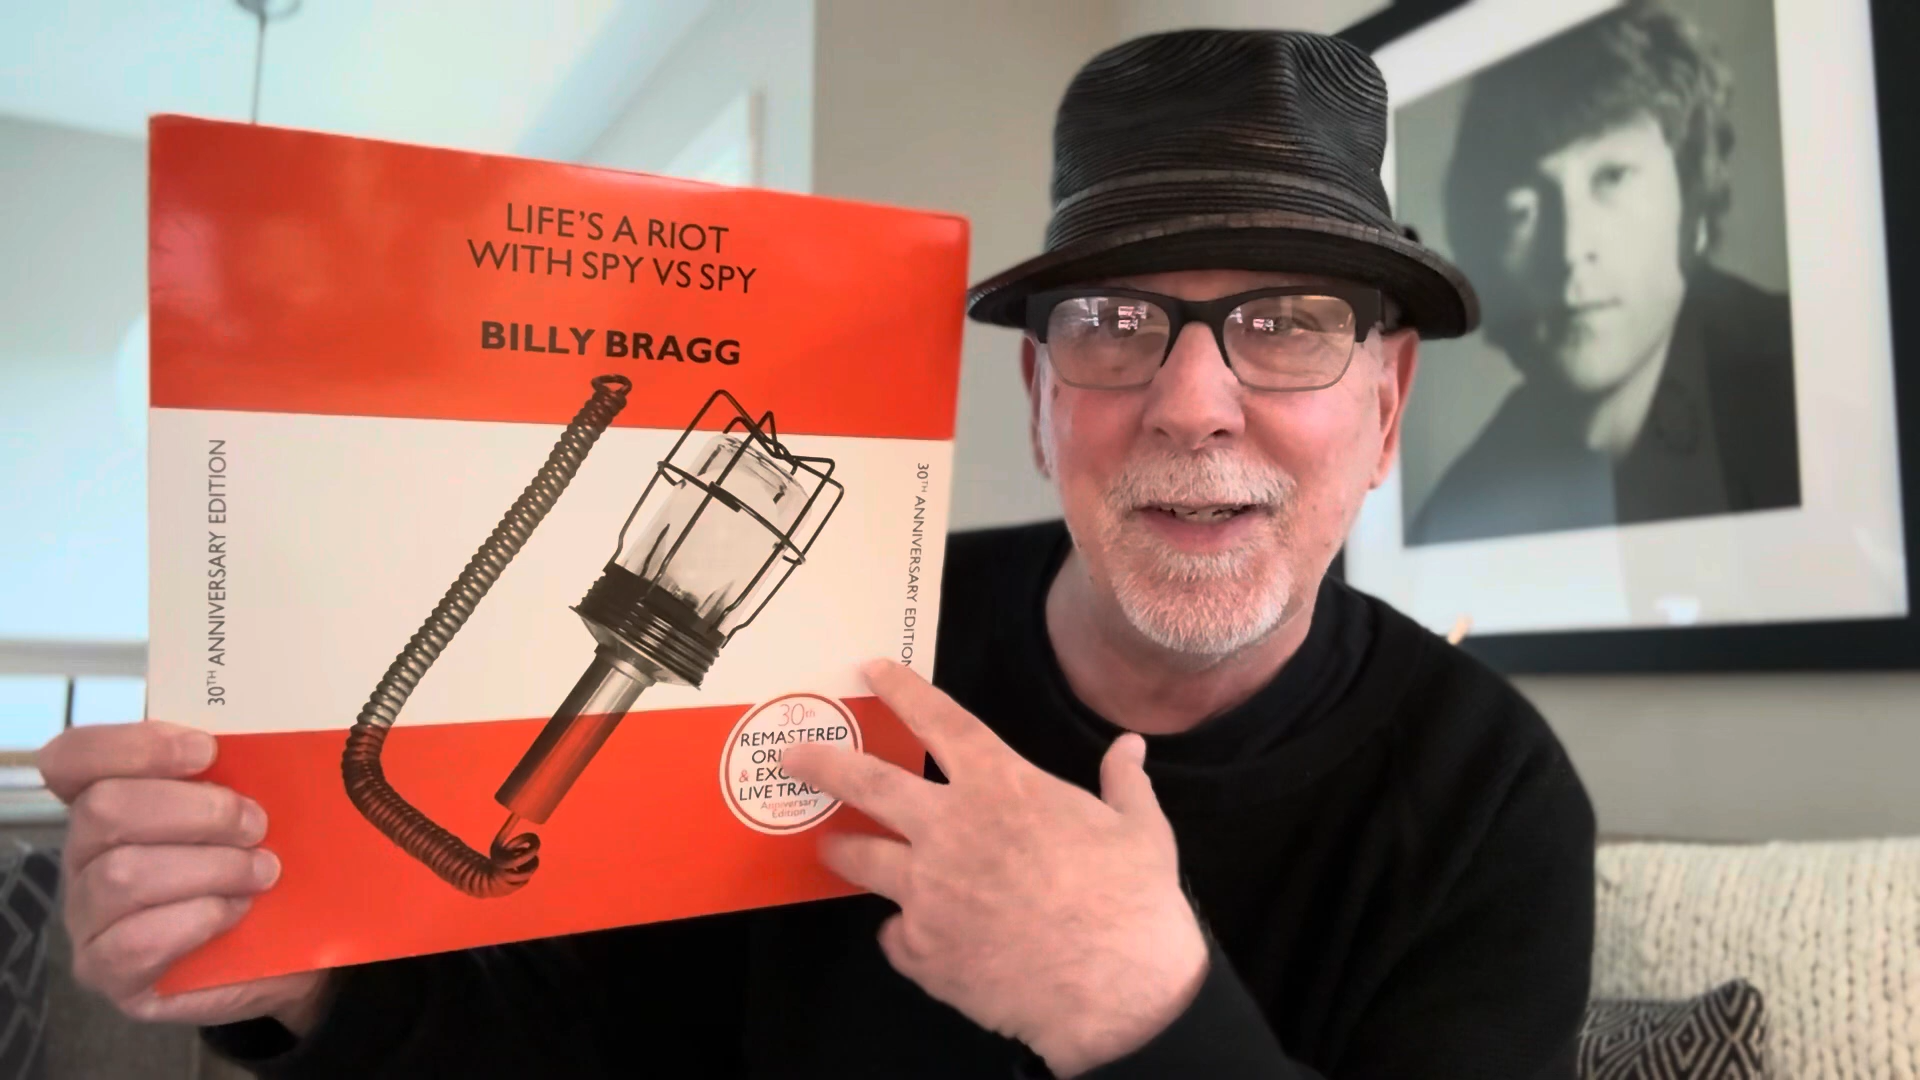 LIFE'S A RIOT
WITH SPY VS SPY
BILLY BRAGG
30TH ANNIVERSARY EDITION
30TH ANNIVERSARY EDITION
30th
REMASTERED
& 
LIVE
Anniversary
Edition